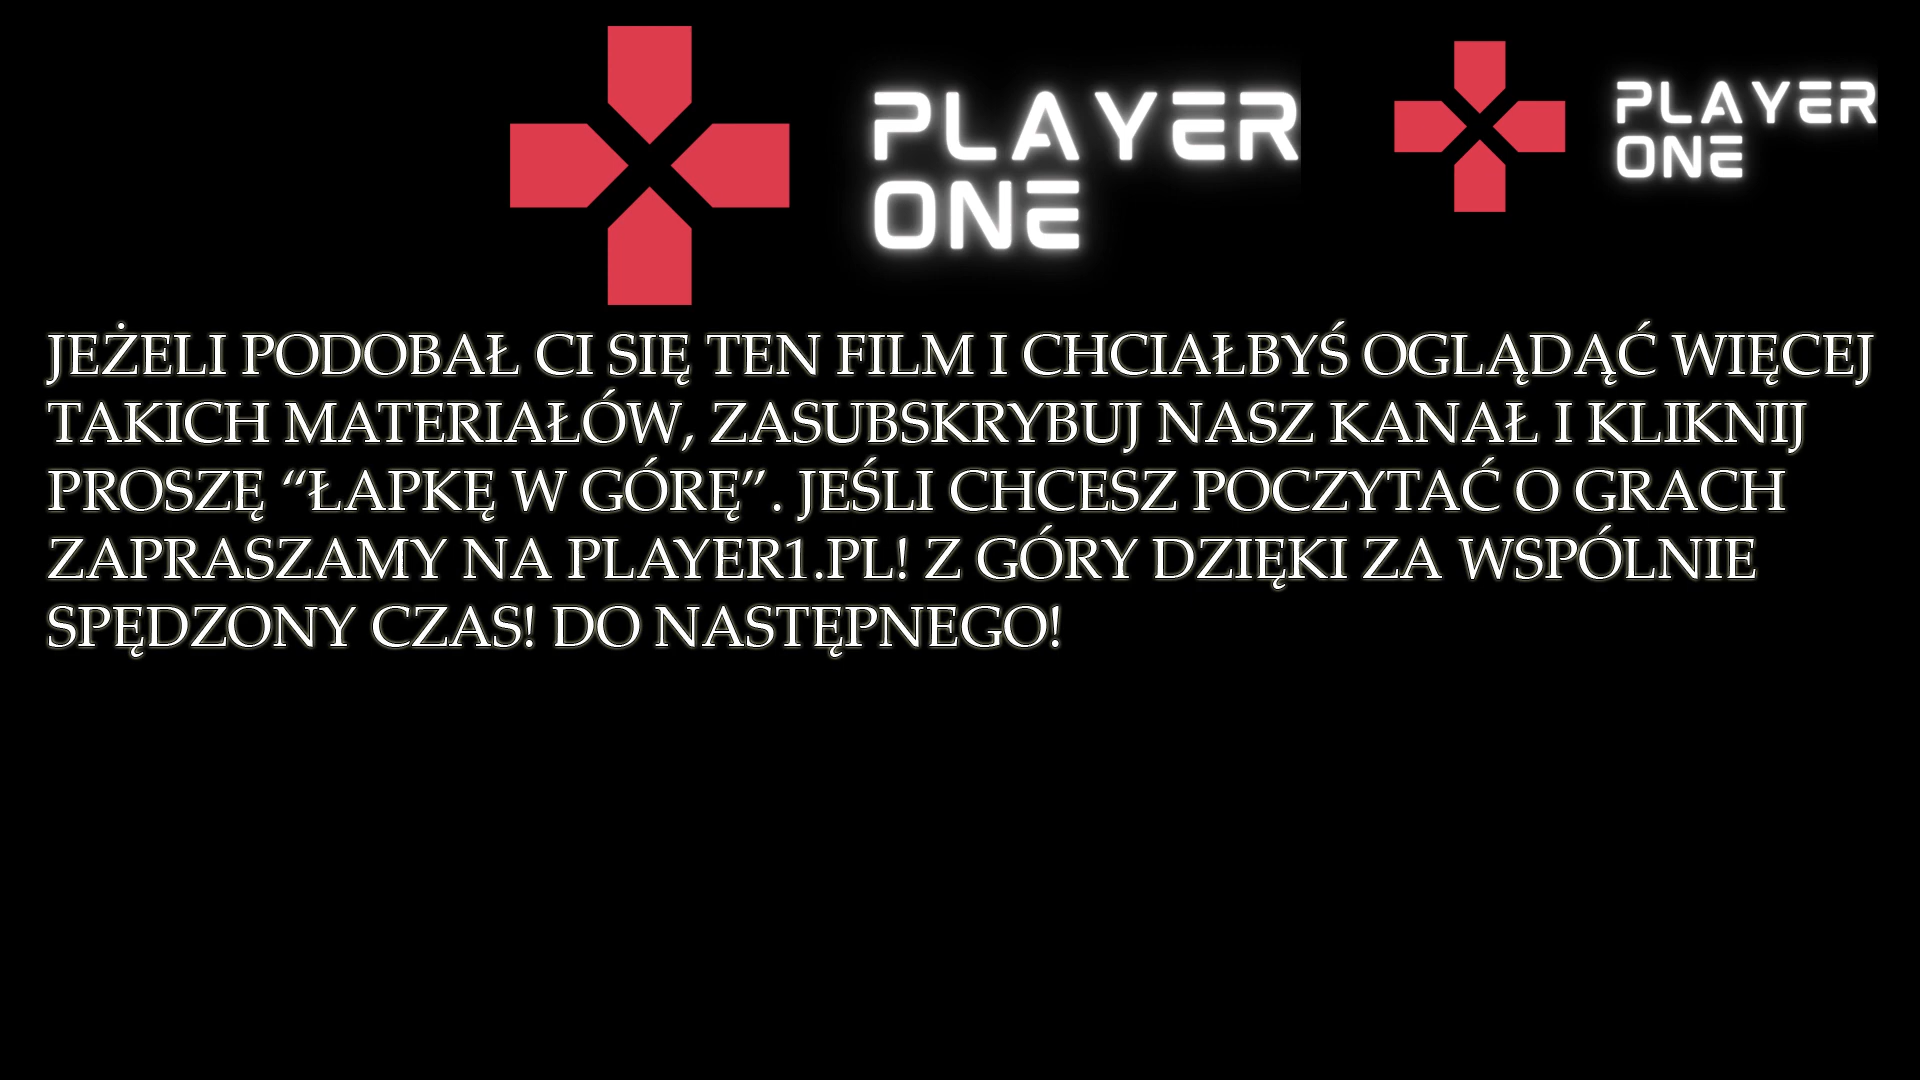 PLAYER
ONE
PLAYER
ONE
JEŻELI PODOBAŁ CI SIĘ TEN FILM I CHCIAŁBYŚ OGLĄDĄĆ WIĘCEJ
TAKICH MATERIAŁÓW, ZASUBSKRYBUJ NASZ KANAŁ I KLIKNIJ
PROSZĘ “ŁAPKĘ W GÓRĘ”. JEŚLI CHCESZ POCZYTAĆ O GRACH
ZAPRASZAMY NA PLAYER1.PL! Z GÓRY DZIĘKI ZA WSPÓLNIE
SPĘDZONY CZAS! DO NASTĘPNEGO!